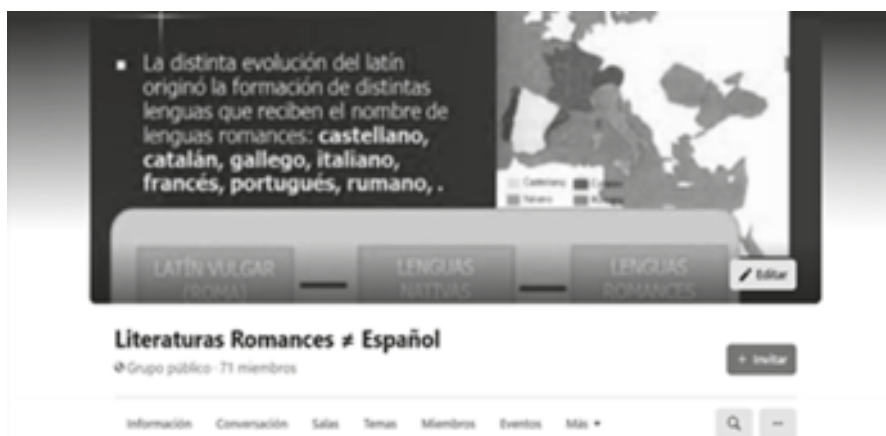 ▪ La distinta evolución del latín
originó la formación de distintas
lenguas que reciben el nombre de
lenguas romances: castellano,
catalán, gallego, italiano,
francés, portugués, rumano, .
LATÍN VULGAR
(ROMA)
LENGUAS
NATIVAS
LENGUAS
ROMANCES
Editar
Literaturas Romances ≠ Español
Grupo público · 71 miembros
+ Invitar
Información Conversación Salas Temas Miembros Eventos Más